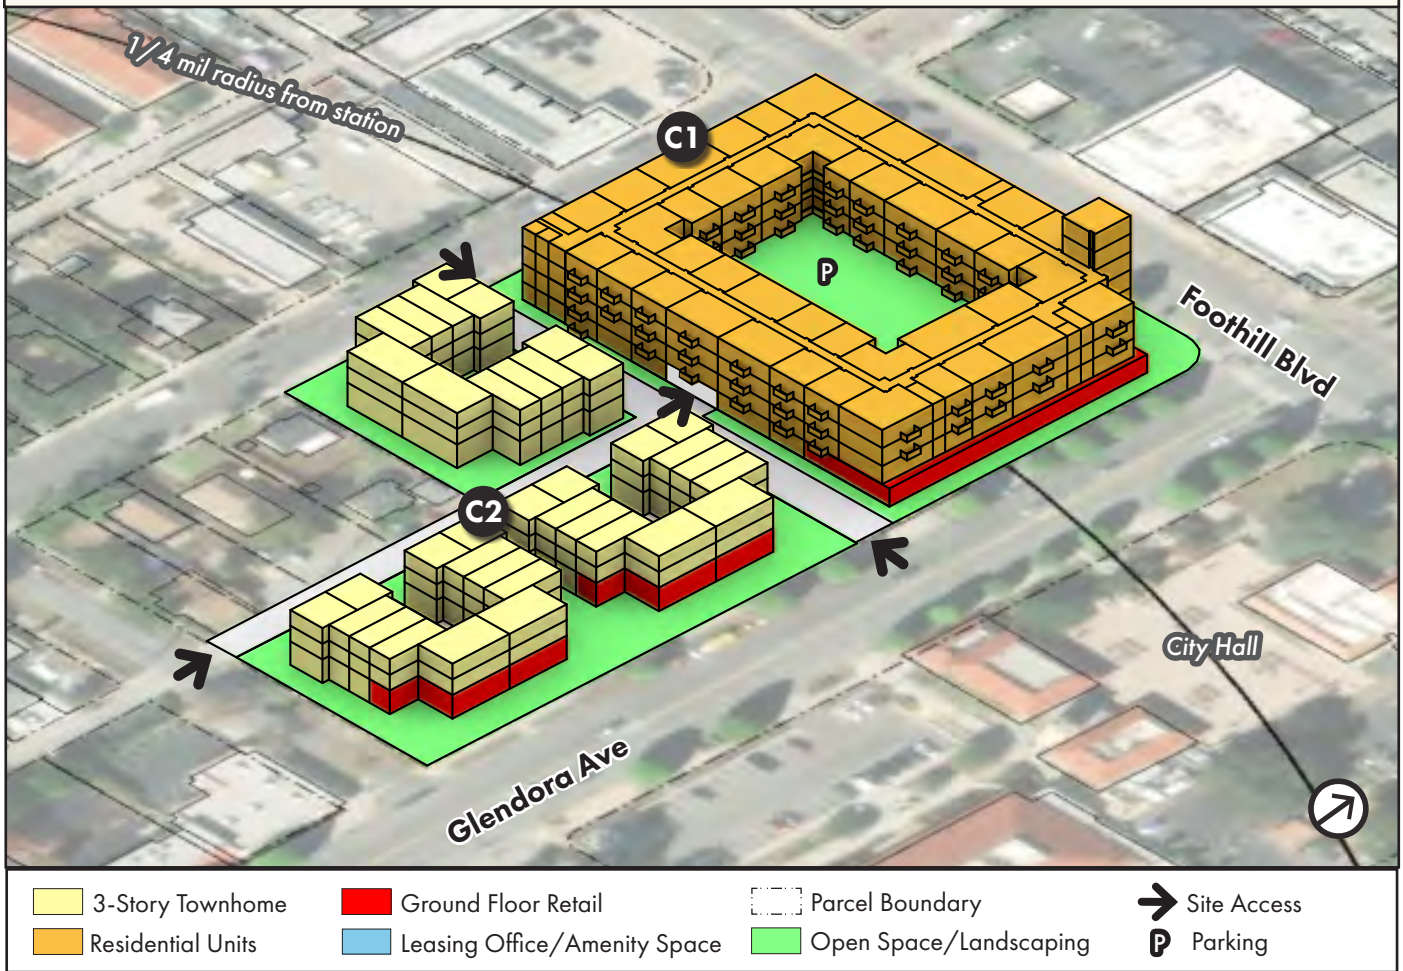 1/4 mil radius from station
C1
P
Foothill Blvd
C2
City Hall
Glendora Ave
3-Story Townhome
Ground Floor Retail
Parcel Boundary
Site Access
Residential Units
Leasing Office/Amenity Space
Open Space/Landscaping
P
Parking